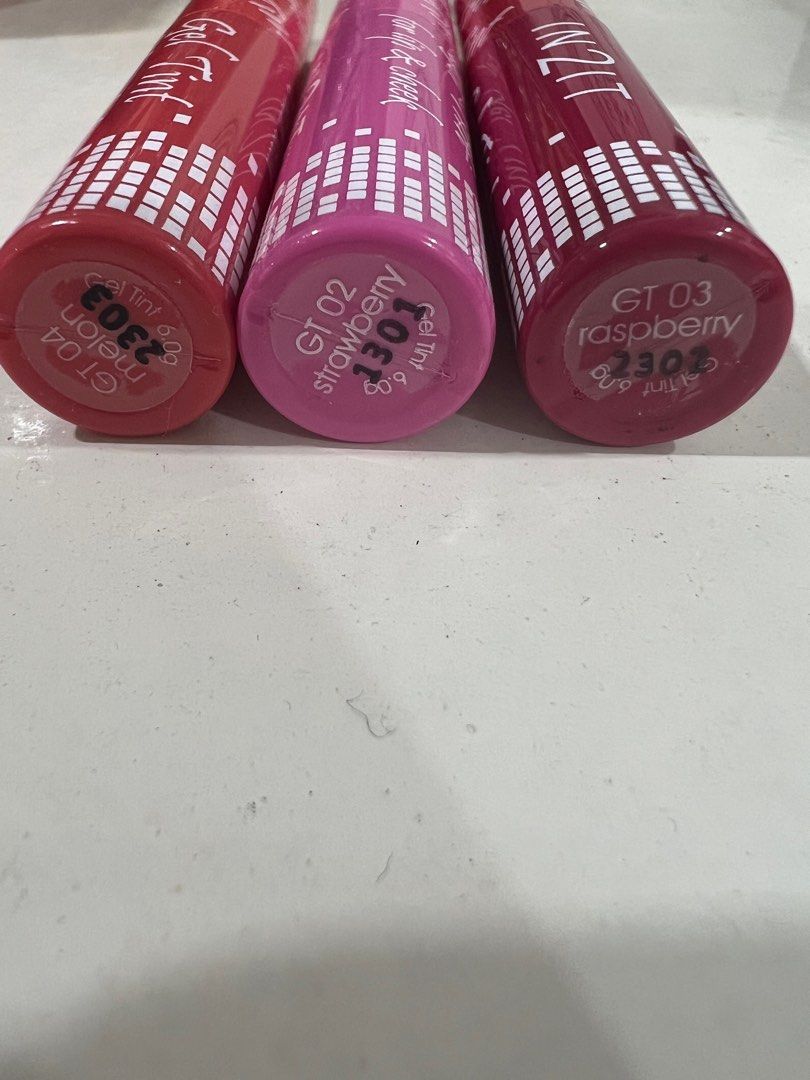 Gel Tint
for lip & cheek
IN2IT
GT 04
melon
Gel Tint 6.0g
2303
GT 02
strawberry
Gel Tint 6.0g
1301
GT 03
raspberry
Gel Tint 6.0g
2302